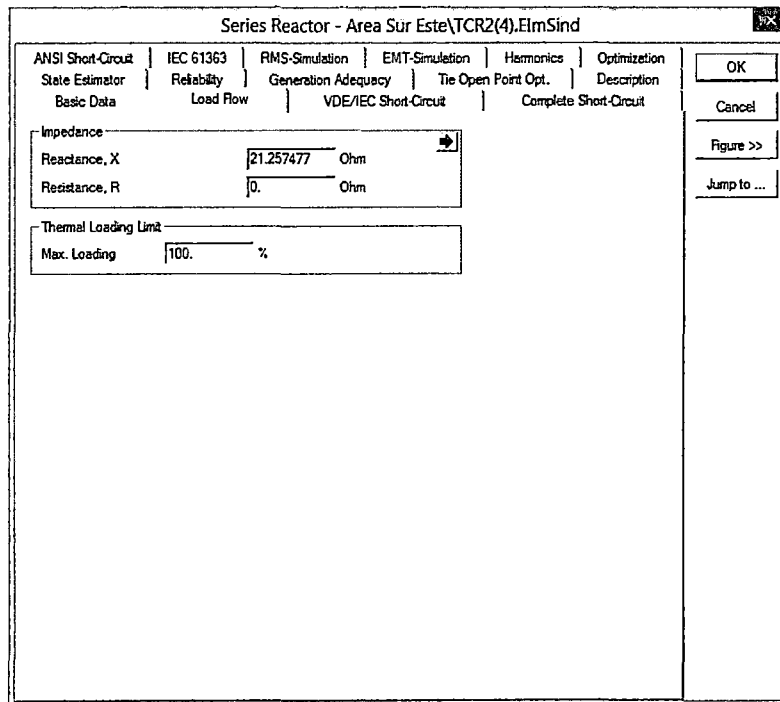 Series Reactor - Area Sur Este\TCR2(4).ElmSind
ANSI Short-Circuit IEC 61363 RMS-Simulation EMT-Simulation Harmonics Optimization
State Estimator Reliability Generation Adequacy Tie Open Point Opt. Description
Basic Data Load Flow VDE/IEC Short-Circuit Complete Short-Circuit
OK
Cancel
Figure >>
Jump to ...
Impedance
Reactance, X 21.257477 Ohm
Resistance, R 0. Ohm
Thermal Loading Limit
Max. Loading 100. %